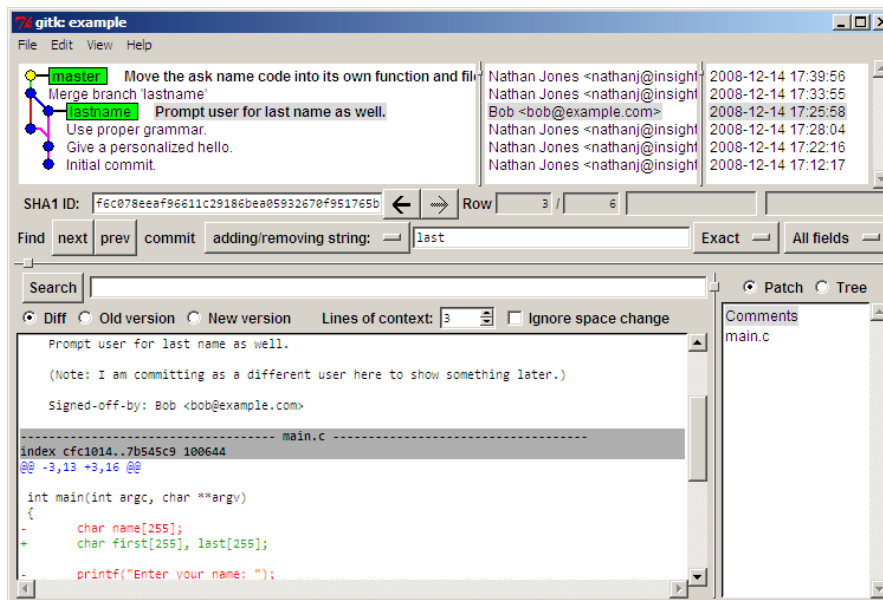 gitk: example
File Edit View Help
master Move the ask name code into its own function and file Nathan Jones <nathanj@insight 2008-12-14 17:39:56
Merge branch 'lastname' Nathan Jones <nathanj@insight 2008-12-14 17:33:55
lastname Prompt user for last name as well. Bob <bob@example.com> 2008-12-14 17:25:58
Use proper grammar. Nathan Jones <nathanj@insight 2008-12-14 17:28:04
Give a personalized hello. Nathan Jones <nathanj@insight 2008-12-14 17:22:16
Initial commit. Nathan Jones <nathanj@insight 2008-12-14 17:12:17
SHA1 ID: f6c078eeaf96611c29186bea05932670f951765b Row 3 / 6
Find next prev commit adding/removing string: last Exact All fields
Search Patch Tree
Diff Old version New version Lines of context: 3 Ignore space change
Comments
main.c
Prompt user for last name as well.
(Note: I am committing as a different user here to show something later.)
Signed-off-by: Bob <bob@example.com>
---------------------------------- main.c ----------------------------------
index cfc1014..7b545c9 100644
@@ -3,13 +3,16 @@
int main(int argc, char **argv)
{
- char name[255];
+ char first[255], last[255];
- printf("Enter your name: ");